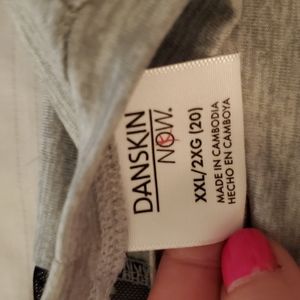 DANSKIN
NOW.
XXL/2XG (20)
MADE IN CAMBODIA
HECHO EN CAMBOYA